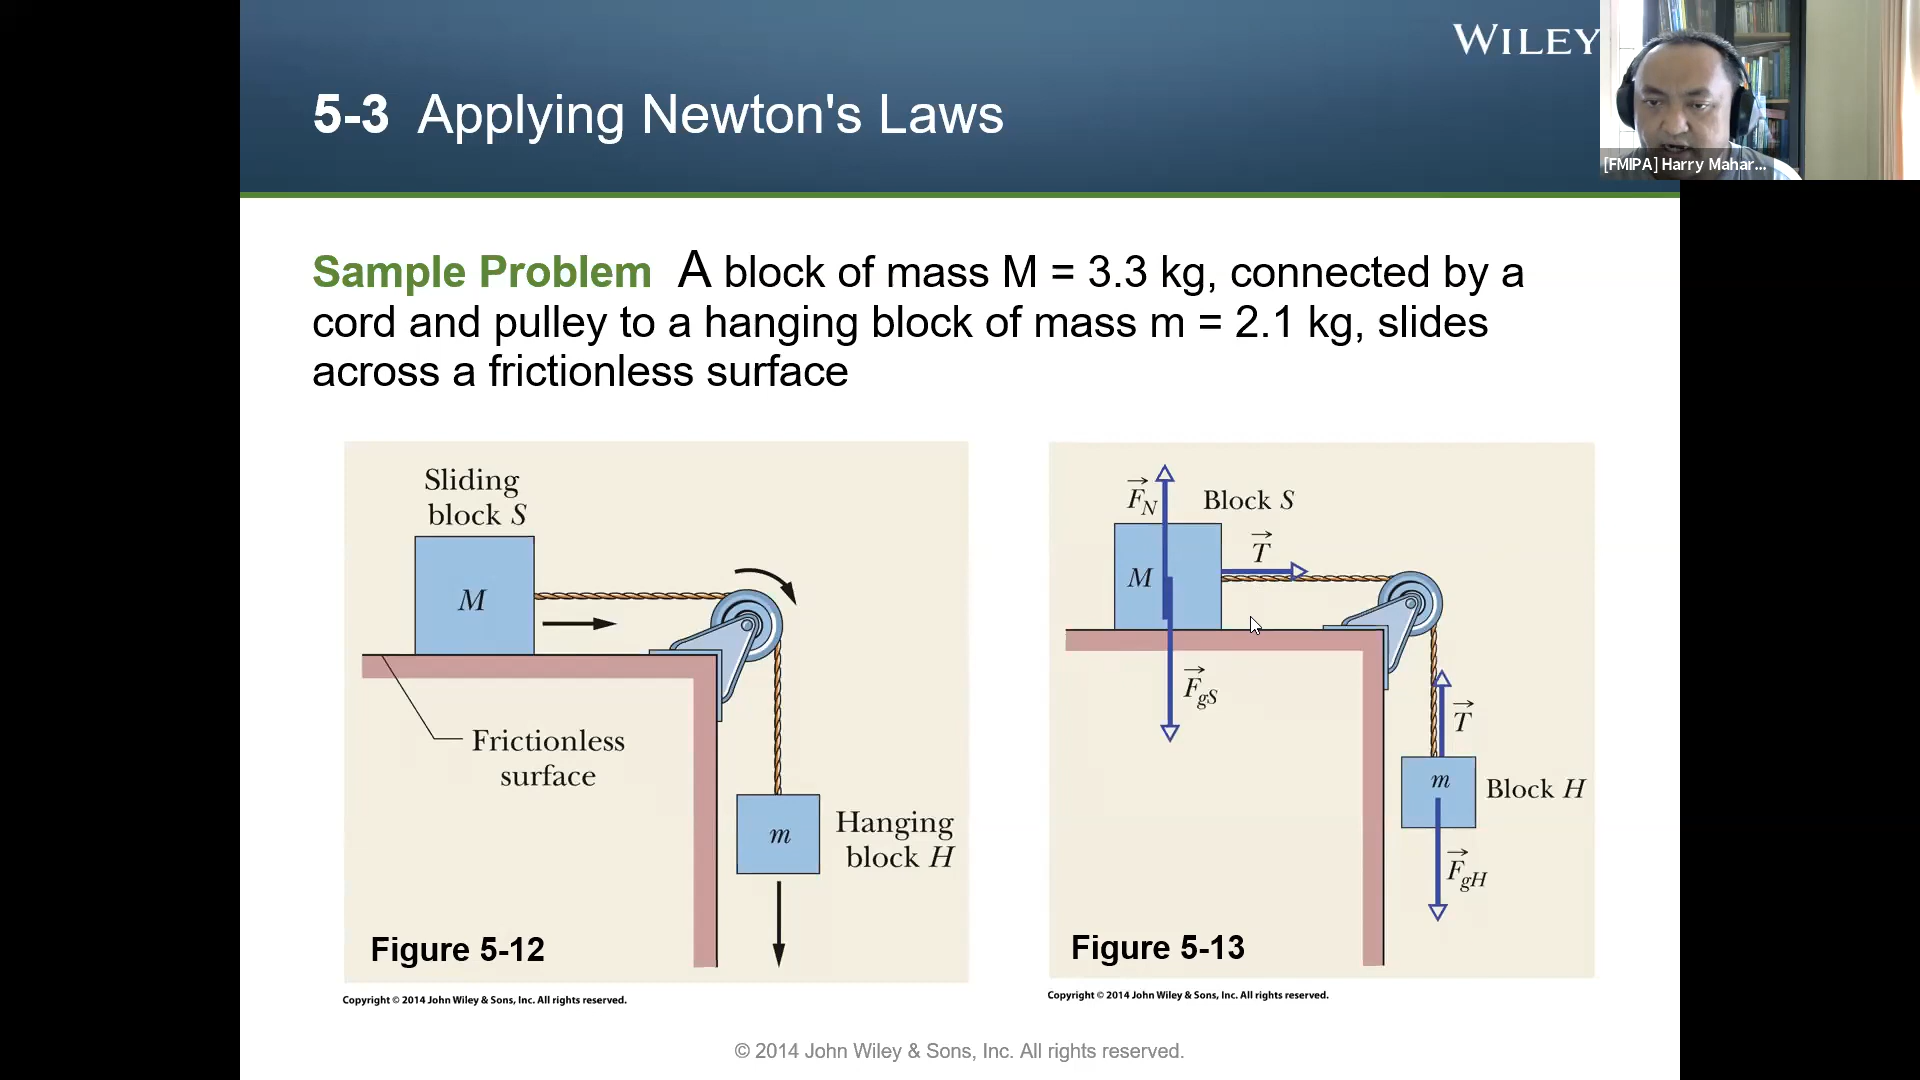 WILEY
5-3 Applying Newton's Laws
[FMIPA] Harry Mahar...
Sample Problem A block of mass M = 3.3 kg, connected by a
cord and pulley to a hanging block of mass m = 2.1 kg, slides
across a frictionless surface
Sliding
block S
M
Frictionless
surface
m
Hanging
block H
Figure 5-12
Copyright © 2014 John Wiley & Sons, Inc. All rights reserved.
F_N
Block S
T
M
F_gS
T
m
Block H
F_gH
Figure 5-13
Copyright © 2014 John Wiley & Sons, Inc. All rights reserved.
© 2014 John Wiley & Sons, Inc. All rights reserved.